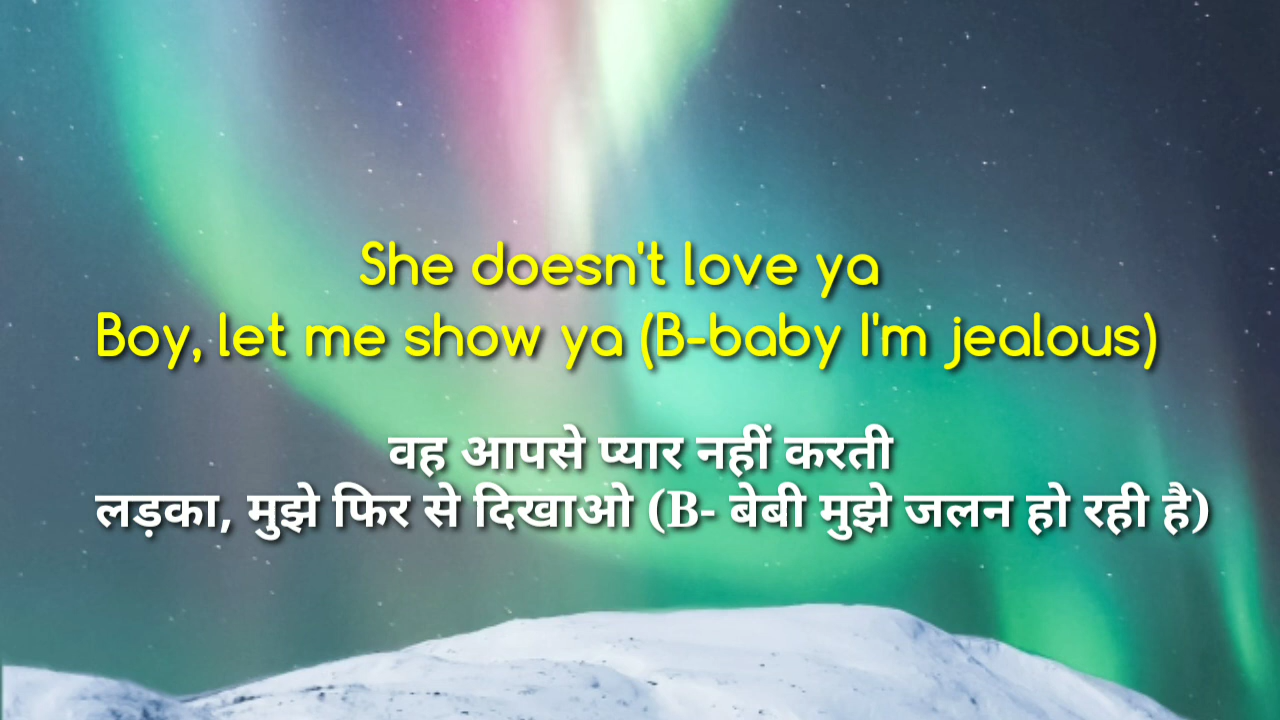 She doesn't love ya
Boy, let me show ya (B-baby I'm jealous)
वह आपसे प्यार नहीं करती
लड़का, मुझे फिर से दिखाओ (B- बेबी मुझे जलन हो रही है)